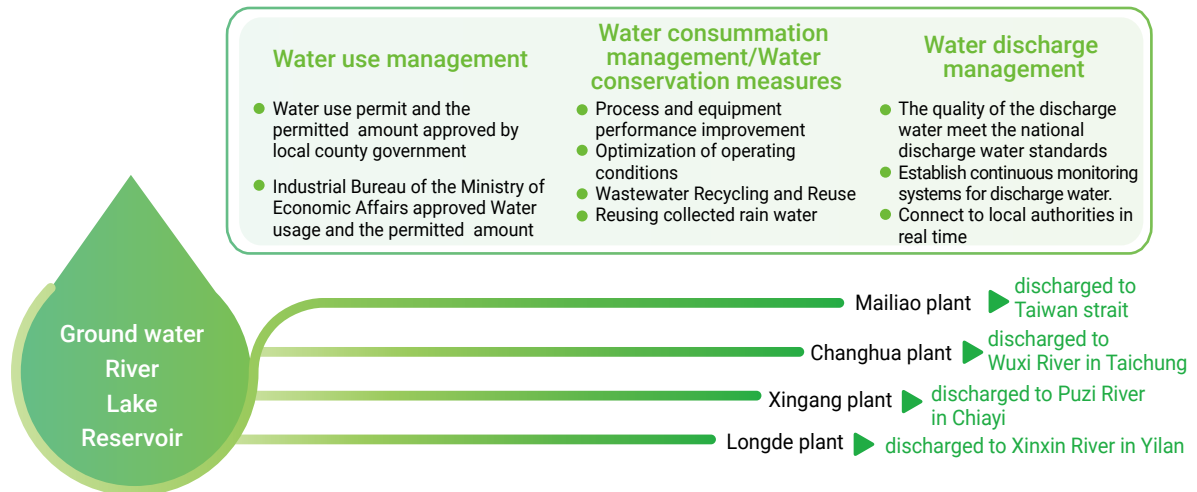 Water use management
Water use permit and the
permitted amount approved by
local county government
Industrial Bureau of the Ministry of
Economic Affairs approved Water
usage and the permitted amount
Water consummation
management/Water
conservation measures
Process and equipment
performance improvement
Optimization of operating
conditions
Wastewater Recycling and Reuse
Reusing collected rain water
Water discharge
management
The quality of the discharge
water meet the national
discharge water standards
Establish continuous monitoring
systems for discharge water.
Connect to local authorities in
real time
Ground water
River
Lake
Reservoir
Mailiao plant
discharged to
Taiwan strait
Changhua plant
discharged to
Wuxi River in Taichung
Xingang plant
discharged to Puzi River
in Chiayi
Longde plant
discharged to Xinxin River in Yilan